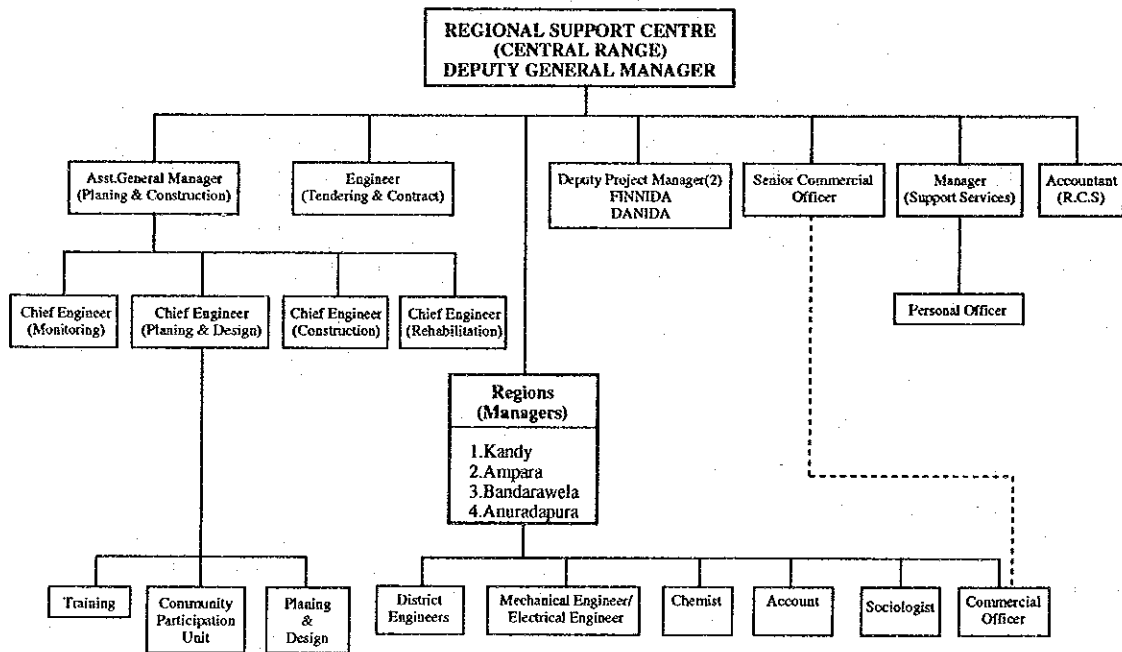 REGIONAL SUPPORT CENTRE
(CENTRAL RANGE)
DEPUTY GENERAL MANAGER
Asst.General Manager
(Planing & Construction)
Engineer
(Tendering & Contract)
Deputy Project Manager(2)
FINNIDA
DANIDA
Senior Commercial
Officer
Manager
(Support Services)
Accountant
(R.C.S)
Chief Engineer
(Monitoring)
Chief Engineer
(Planing & Design)
Chief Engineer
(Construction)
Chief Engineer
(Rehabilitation)
Personal Officer
Regions
(Managers)
1.Kandy
2.Ampara
3.Bandarawela
4.Anuradapura
Training
Community
Participation
Unit
Planing
&
Design
District
Engineers
Mechanical Engineer/
Electrical Engineer
Chemist
Account
Sociologist
Commercial
Officer